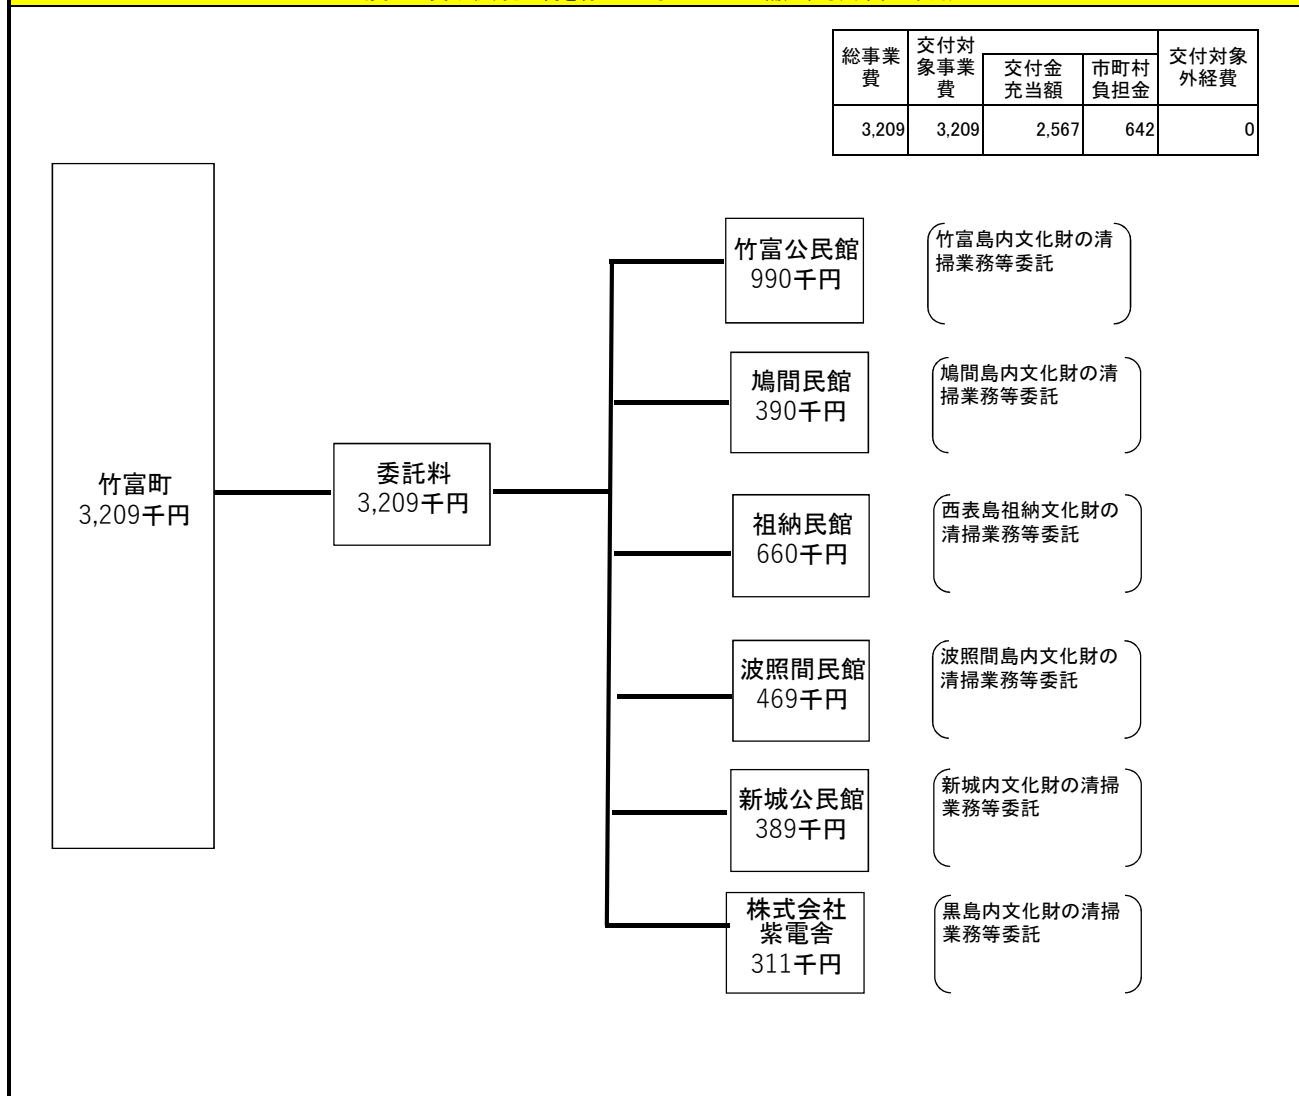 総事業
費
交付対
象事業
費
交付金
充当額
市町村
負担金
交付対象
外経費
3,209
3,209
2,567
642
0
竹富町
3,209千円
委託料
3,209千円
竹富公民館
990千円
竹富島内文化財の清
掃業務等委託
鳩間民館
390千円
鳩間島内文化財の清
掃業務等委託
祖納民館
660千円
西表島祖納文化財の
清掃業務等委託
波照間民館
469千円
波照間島内文化財の
清掃業務等委託
新城公民館
389千円
新城内文化財の清掃
業務等委託
株式会社
紫電舎
311千円
黒島内文化財の清掃
業務等委託